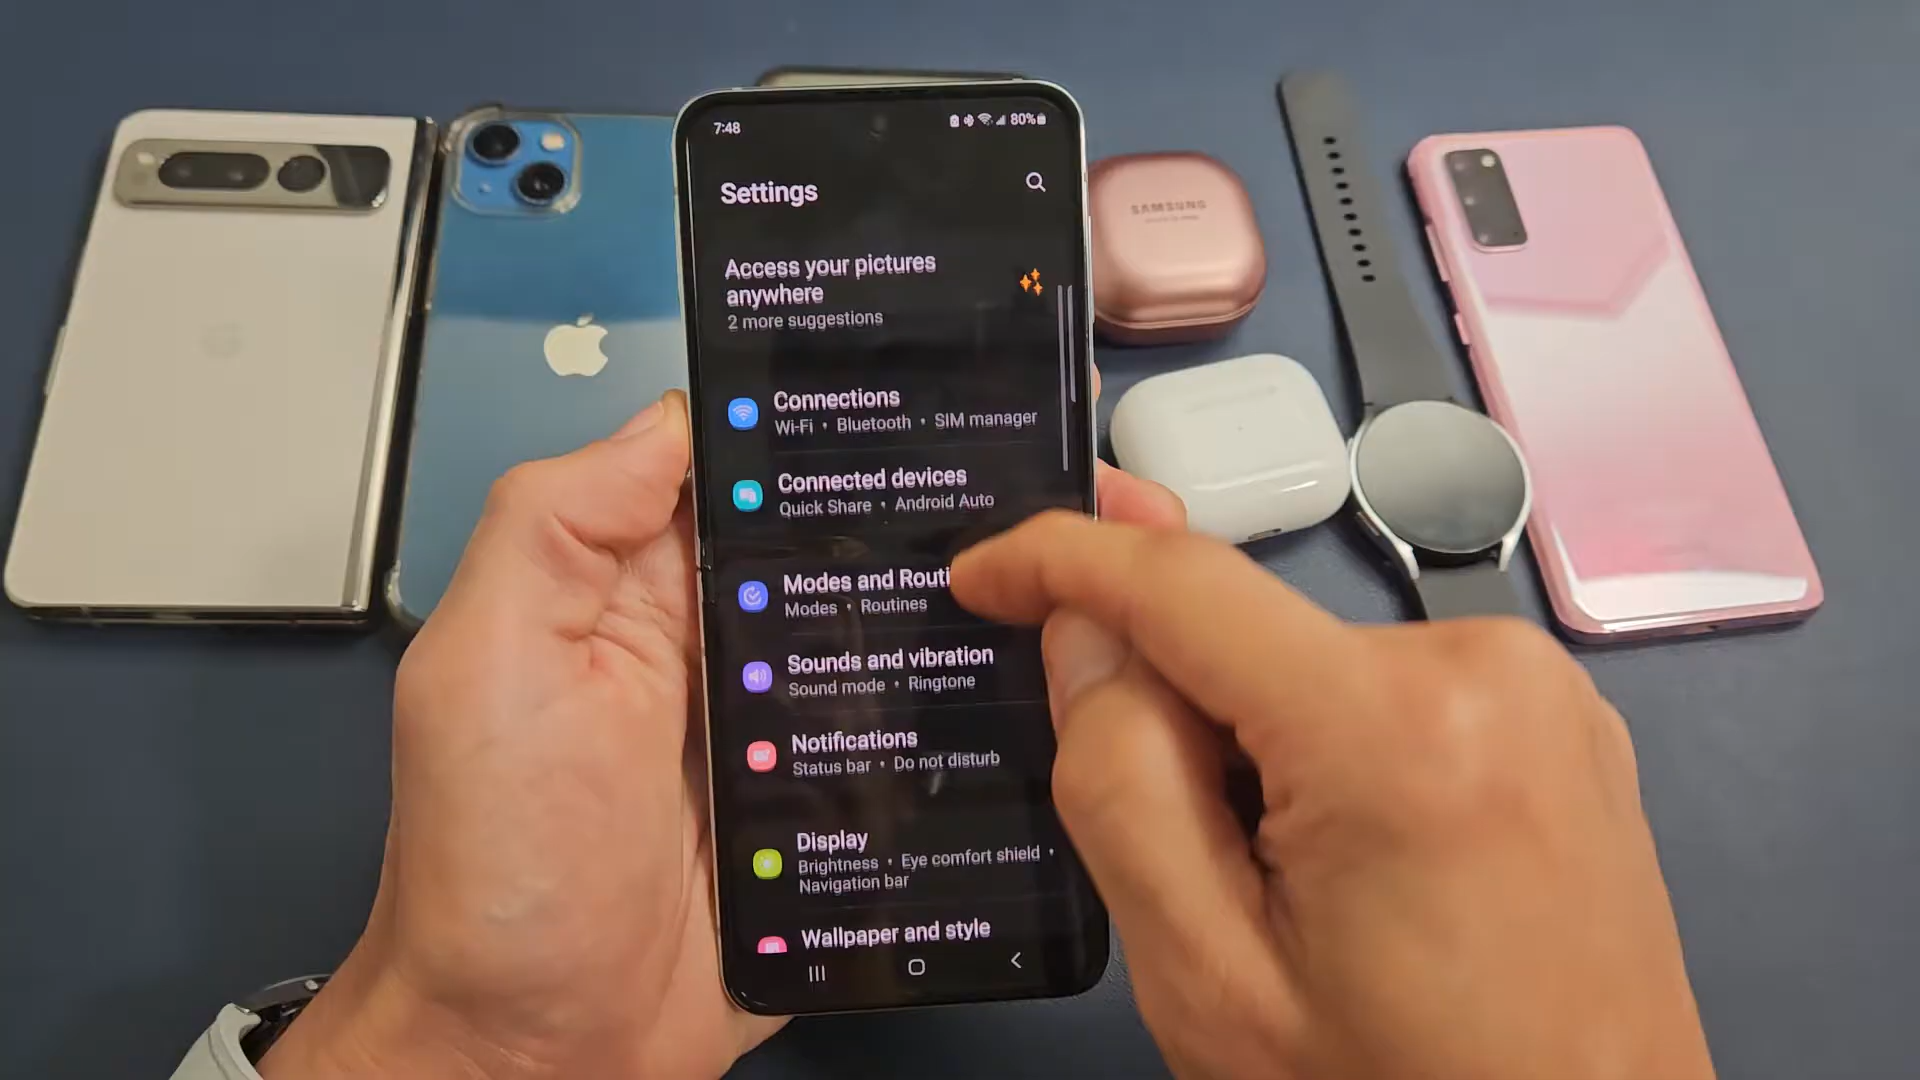 7:48
80%
Settings
Access your pictures
anywhere
2 more suggestions
Connections
Wi-Fi • Bluetooth • SIM manager
Connected devices
Quick Share • Android Auto
Modes and Routi
Modes • Routines
Sounds and vibration
Sound mode • Ringtone
Notifications
Status bar • Do not disturb
Display
Brightness • Eye comfort shield •
Navigation bar
Wallpaper and style
SAMSUNG